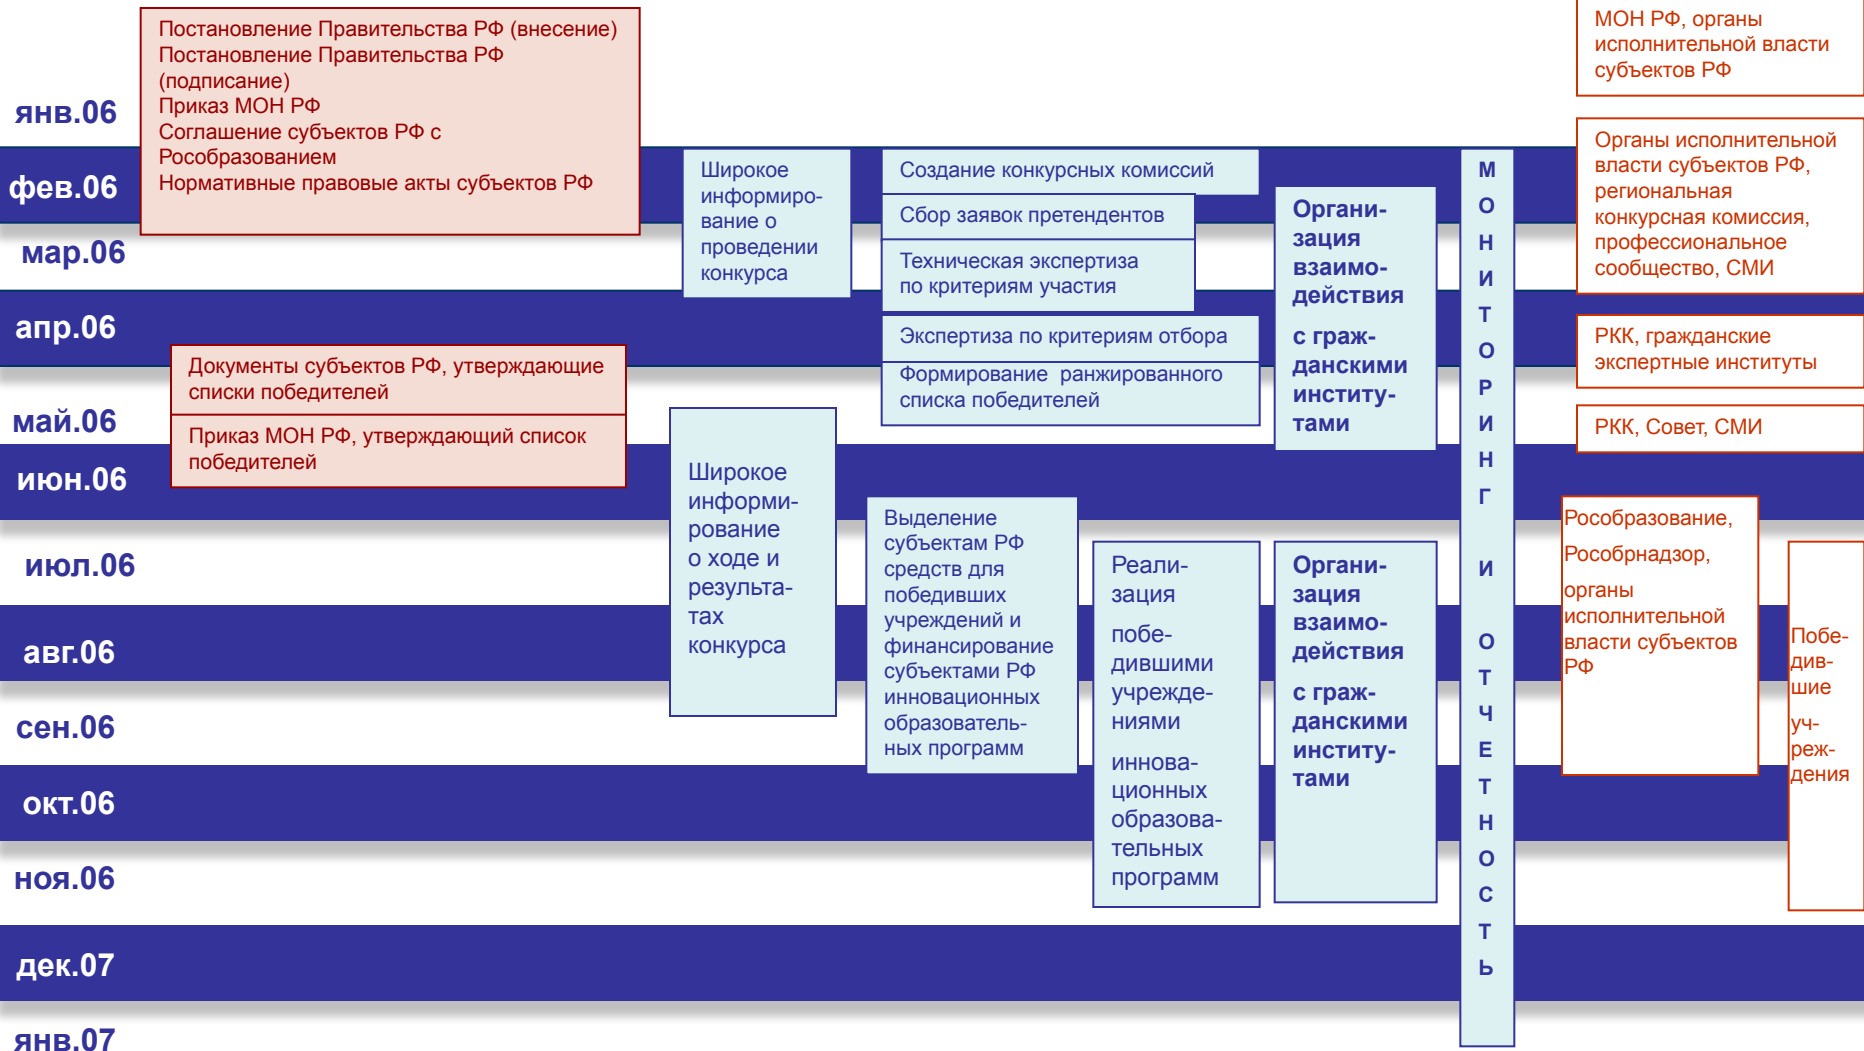 янв.06
фев.06
мар.06
апр.06
май.06
июн.06
июл.06
авг.06
сен.06
окт.06
ноя.06
дек.07
янв.07
Постановление Правительства РФ (внесение)
Постановление Правительства РФ
(подписание)
Приказ МОН РФ
Соглашение субъектов РФ с
Рособразованием
Нормативные правовые акты субъектов РФ
Документы субъектов РФ, утверждающие
списки победителей
Приказ МОН РФ, утверждающий список
победителей
Широкое
информиро-
вание о
проведении
конкурса
Широкое
информи-
рование
о ходе и
результа-
тах
конкурса
Создание конкурсных комиссий
Сбор заявок претендентов
Техническая экспертиза
по критериям участия
Экспертиза по критериям отбора
Формирование ранжированного
списка победителей
Выделение
субъектам РФ
средств для
победивших
учреждений и
финансирование
субъектами РФ
инновационных
образователь-
ных программ
Реали-
зация
побе-
дившими
учрежде-
ниями
иннова-
ционных
образова-
тельных
программ
Органи-
зация
взаимо-
действия
с граж-
данскими
институ-
тами
Органи-
зация
взаимо-
действия
с граж-
данскими
институ-
тами
М
О
Н
И
Т
О
Р
И
Н
Г
И
О
Т
Ч
Е
Т
Н
О
С
Т
Ь
МОН РФ, органы
исполнительной власти
субъектов РФ
Органы исполнительной
власти субъектов РФ,
региональная
конкурсная комиссия,
профессиональное
сообщество, СМИ
РКК, гражданские
экспертные институты
РКК, Совет, СМИ
Рособразование,
Рособрнадзор,
органы
исполнительной
власти субъектов
РФ
Побе-
див-
шие
уч-
реж-
дения